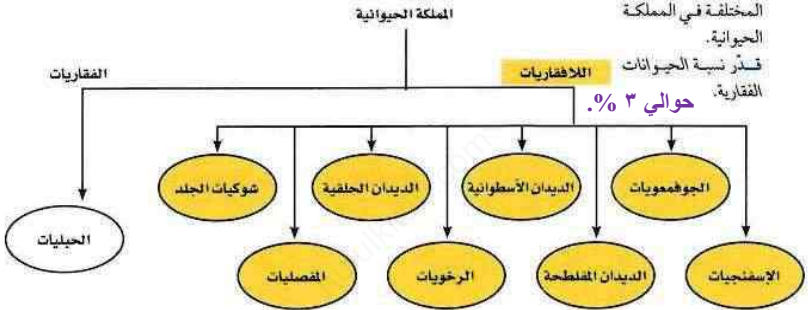 المختلفة في المملكة
الحيوانية.
قدّر نسبة الحيوانات
الفقارية.
حوالي ٣ %.
المملكة الحيوانية
الفقاريات
اللافقاريات
شوكيات الجلد
الديدان الحلقية
الديدان الأسطوانية
الجوفمعويات
الحبليات
المفصليات
الرخويات
الديدان المفلطحة
الإسفنجيات